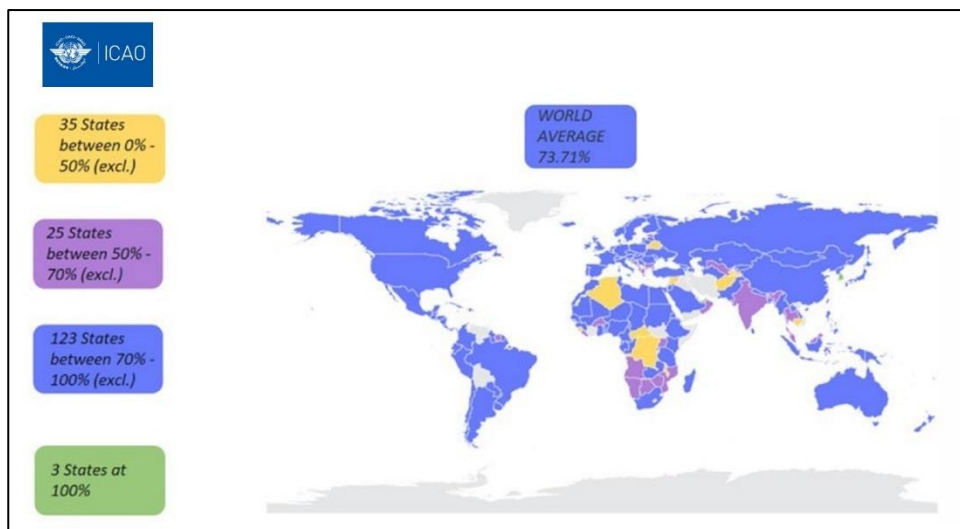 ICAO
35 States
between 0% -
50% (excl.)
25 States
between 50% -
70% (excl.)
123 States
between 70% -
100% (excl.)
3 States at
100%
WORLD
AVERAGE
73.71%